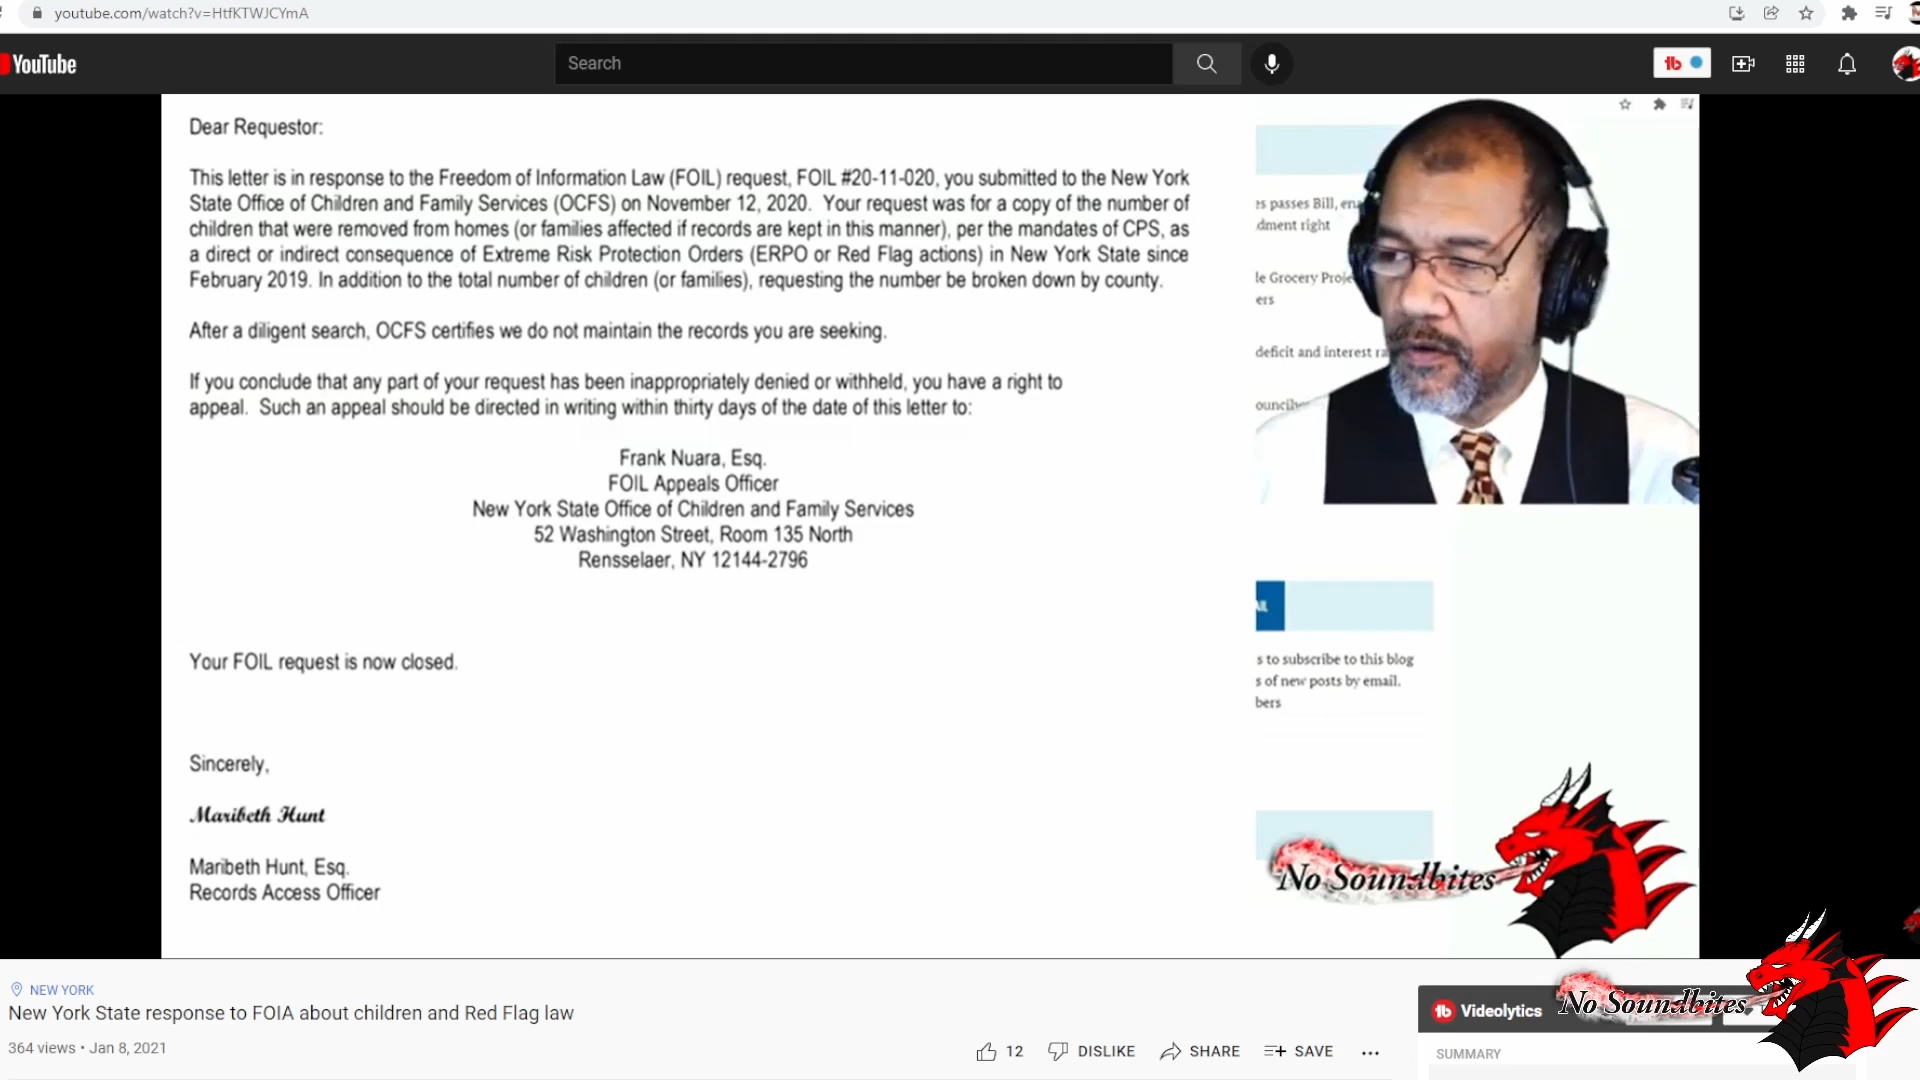 youtube.com/watch?v=HtfKTWJCYmA
YouTube
Search
Dear Requestor:
This letter is in response to the Freedom of Information Law (FOIL) request, FOIL #20-11-020, you submitted to the New York
State Office of Children and Family Services (OCFS) on November 12, 2020.  Your request was for a copy of the number of
children that were removed from homes (or families affected if records are kept in this manner), per the mandates of CPS, as
a direct or indirect consequence of Extreme Risk Protection Orders (ERPO or Red Flag actions) in New York State since
February 2019. In addition to the total number of children (or families), requesting the number be broken down by county.
After a diligent search, OCFS certifies we do not maintain the records you are seeking.
If you conclude that any part of your request has been inappropriately denied or withheld, you have a right to
appeal.  Such an appeal should be directed in writing within thirty days of the date of this letter to:
Frank Nuara, Esq.
FOIL Appeals Officer
New York State Office of Children and Family Services
52 Washington Street, Room 135 North
Rensselaer, NY 12144-2796
Your FOIL request is now closed.
Sincerely,
Maribeth Hunt
Maribeth Hunt, Esq.
Records Access Officer
es passes Bill, ena
dment right
le Grocery Proje
ers
deficit and interest ra
s to subscribe to this blog
s of new posts by email.
bers
No Soundbites
NEW YORK
New York State response to FOIA about children and Red Flag law
364 views • Jan 8, 2021
12
DISLIKE
SHARE
SAVE
Videolytics
No Soundbites
SUMMARY